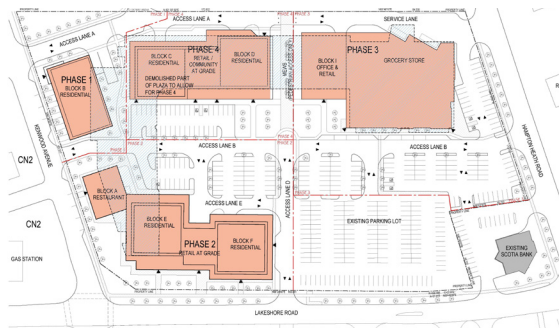 ACCESS LANE A
SERVICE LANE
ACCESS LANE A
PHASE 4
PHASE 3
BLOCK C
RESIDENTIAL
RETAIL /
COMMUNITY
AT GRADE
BLOCK D
RESIDENTIAL
DEMOLISHED PART
OF PLAZA TO ALLOW
FOR PHASE 4
MEWS
BLOCK I
OFFICE &
RETAIL
GROCERY STORE
PHASE 1
BLOCK B
RESIDENTIAL
KENWOOD AVENUE
HAMPTON HEATH ROAD
CN2
ACCESS LANE B
ACCESS LANE B
BLOCK A
RESTAURANT
ACCESS LANE E
ACCESS LANE D
CN2
BLOCK E
RESIDENTIAL
PHASE 2
RETAIL AT GRADE
BLOCK F
RESIDENTIAL
EXISTING PARKING LOT
EXISTING
SCOTIA BANK
GAS STATION
LAKESHORE ROAD